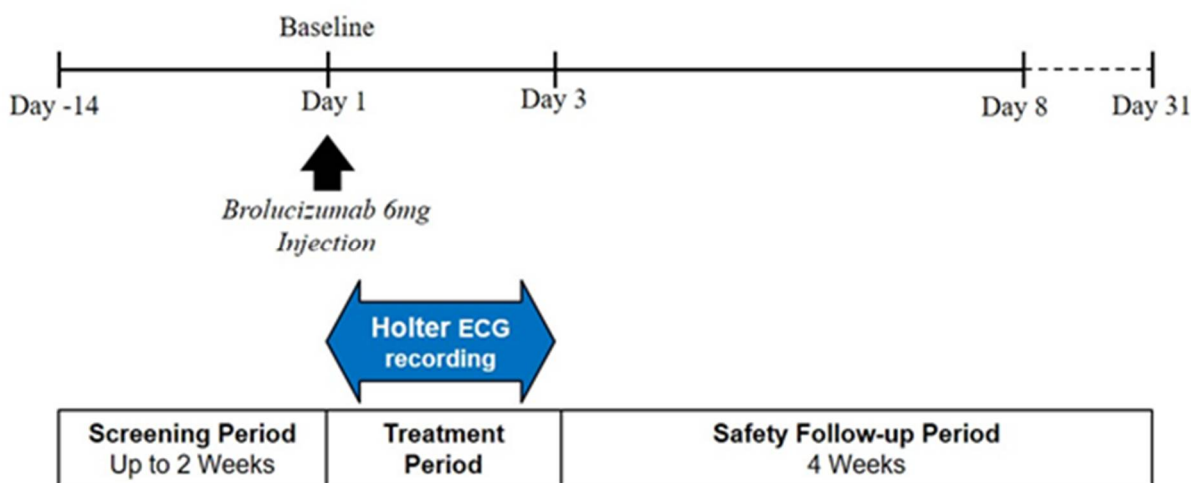 Baseline
Day -14
Day 1
Day 3
Day 8
Day 31
Brolucizumab 6mg
Injection
Holter ECG
recording
Screening Period
Up to 2 Weeks
Treatment
Period
Safety Follow-up Period
4 Weeks